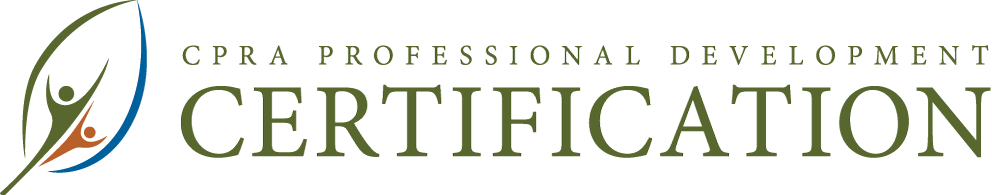 CPRA PROFESSIONAL DEVELOPMENT
CERTIFICATION